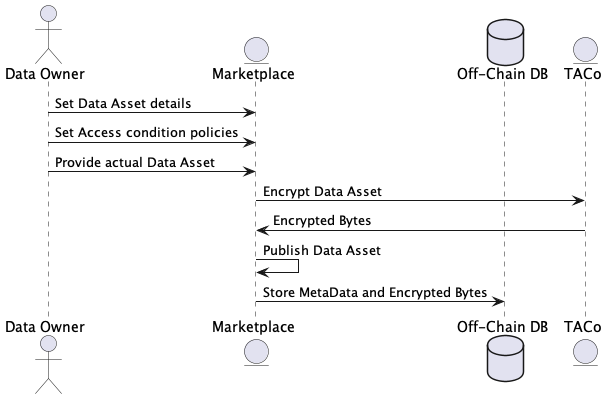 Data Owner
Marketplace
Off-Chain DB
TACo
Set Data Asset details
Set Access condition policies
Provide actual Data Asset
Encrypt Data Asset
Encrypted Bytes
Publish Data Asset
Store MetaData and Encrypted Bytes
Data Owner
Marketplace
Off-Chain DB
TACo